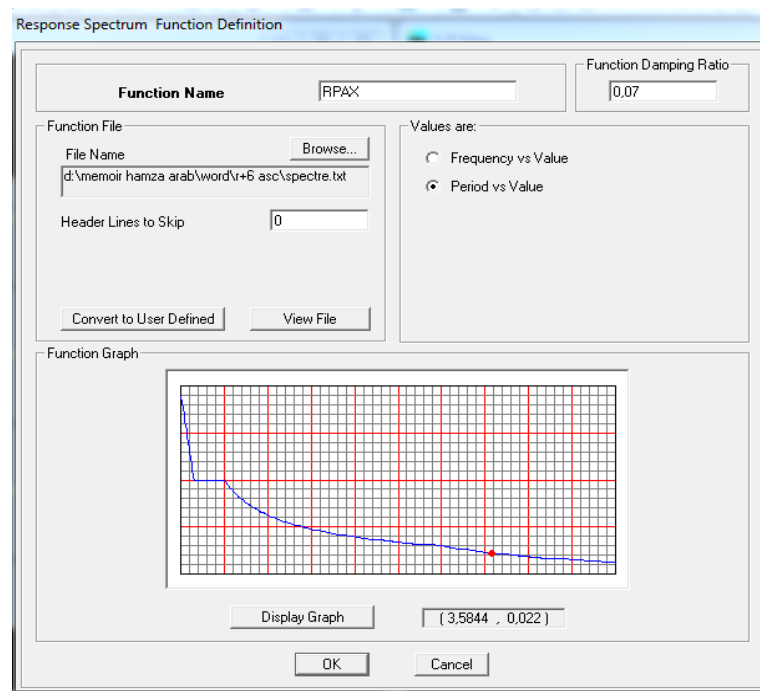 Response Spectrum Function Definition
Function Name
RPAX
Function Damping Ratio
0,07
Function File
File Name
Browse...
d:\memoir hamza arab\word\r+6 asc\spectre.txt
Header Lines to Skip
0
Convert to User Defined
View File
Values are:
Frequency vs Value
Period vs Value
Function Graph
Display Graph
( 3,5844 , 0,022 )
OK
Cancel